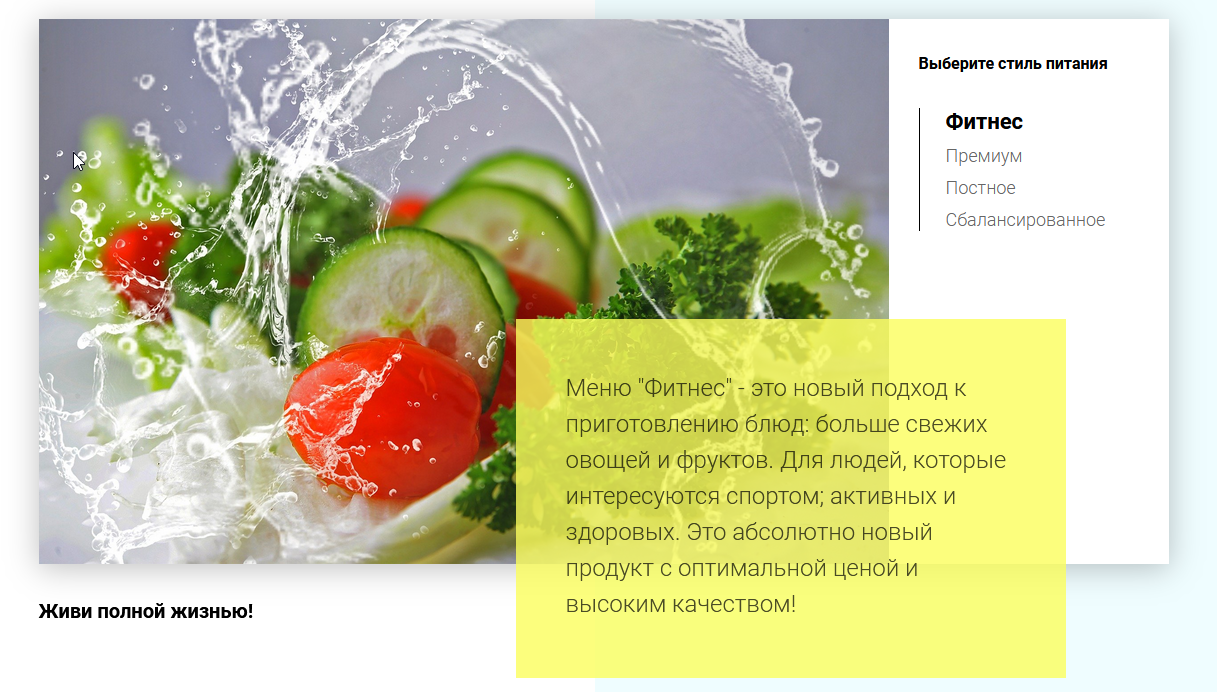 Выберите стиль питания
Фитнес
Премиум
Постное
Сбалансированное
Меню "Фитнес" - это новый подход к
приготовлению блюд: больше свежих
овощей и фруктов. Для людей, которые
интересуются спортом; активных и
здоровых. Это абсолютно новый
продукт с оптимальной ценой и
высоким качеством!
Живи полной жизнью!